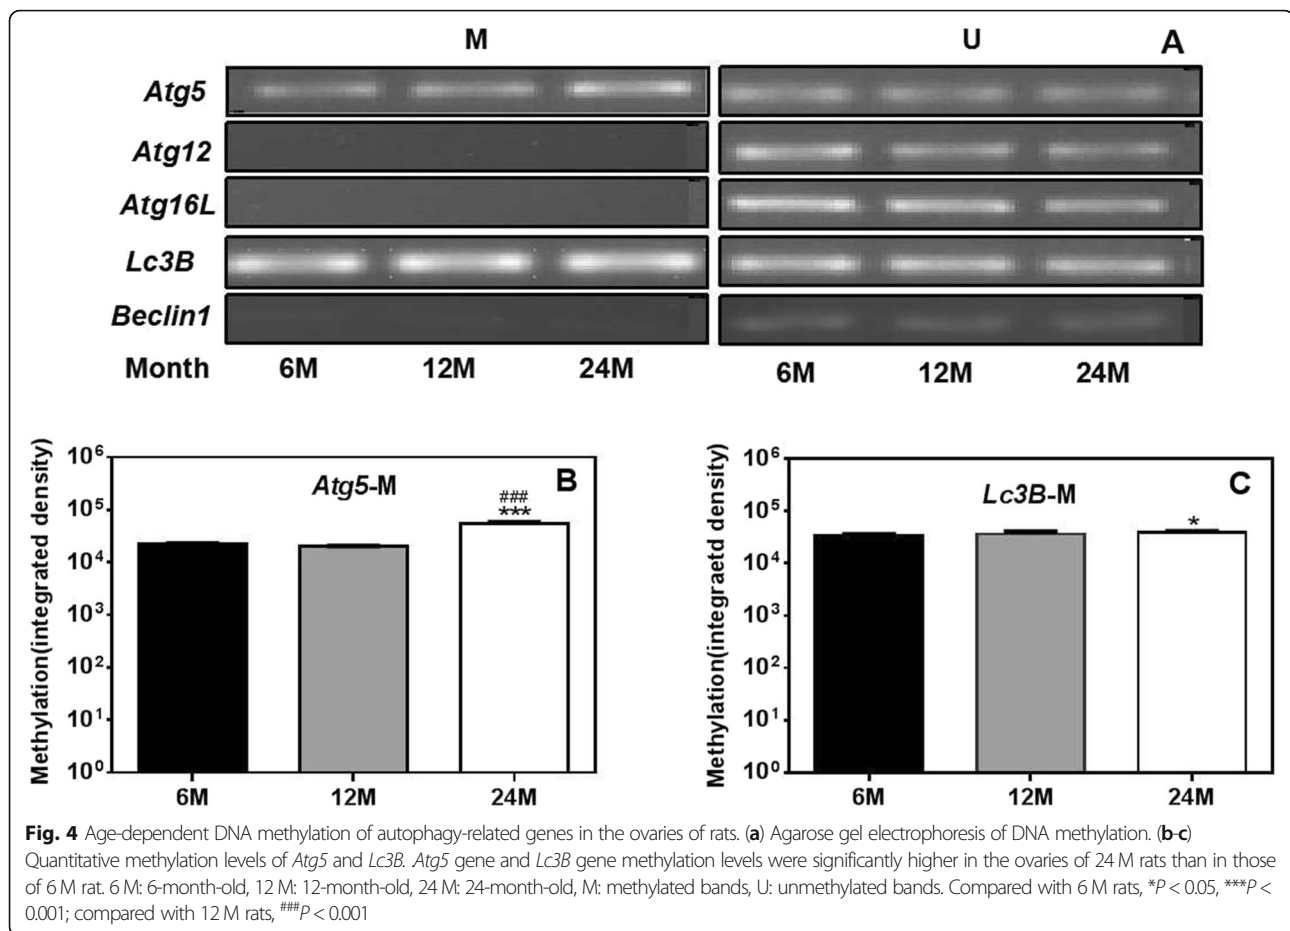 M U A
Atg5
Atg12
Atg16L
Lc3B
Beclin1
Month 6M 12M 24M 6M 12M 24M
Methylation(integrated density)
10⁶
10⁵
10⁴
10³
10²
10¹
10⁰
Atg5-M B
###
***
6M 12M 24M
Methylation(integraetd density)
10⁶
10⁵
10⁴
10³
10²
10¹
10⁰
Lc3B-M C
*
6M 12M 24M
Fig. 4 Age-dependent DNA methylation of autophagy-related genes in the ovaries of rats. (a) Agarose gel electrophoresis of DNA methylation. (b-c)
Quantitative methylation levels of Atg5 and Lc3B. Atg5 gene and Lc3B gene methylation levels were significantly higher in the ovaries of 24 M rats than in those
of 6 M rat. 6 M: 6-month-old, 12 M: 12-month-old, 24 M: 24-month-old, M: methylated bands, U: unmethylated bands. Compared with 6 M rats, *P < 0.05, ***P <
0.001; compared with 12 M rats, ###P < 0.001